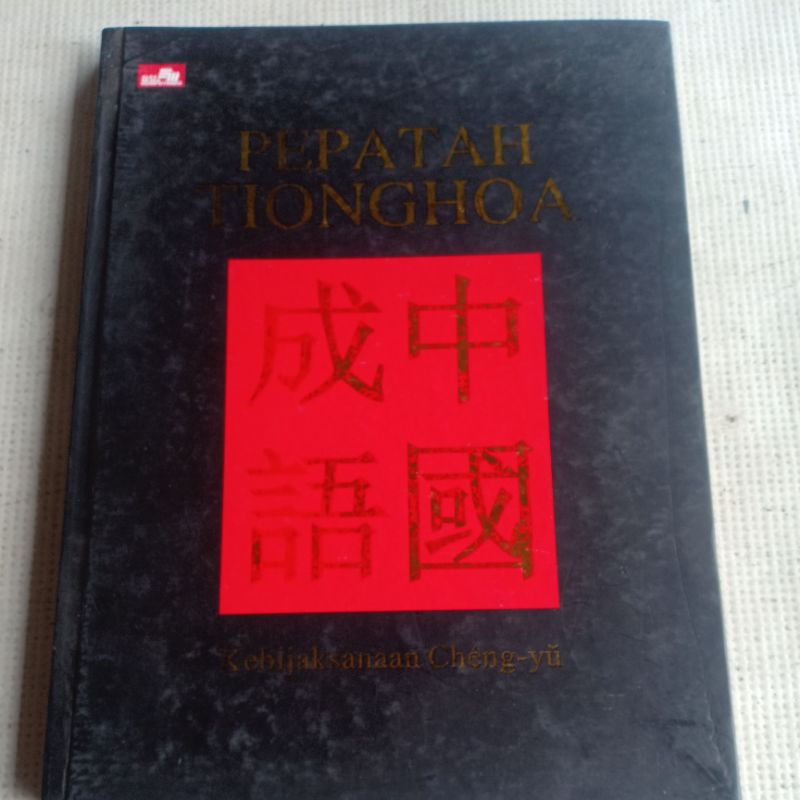 PEPATAH
TIONGHOA
中國
成語
Kebijaksanaan Chéng-yǔ